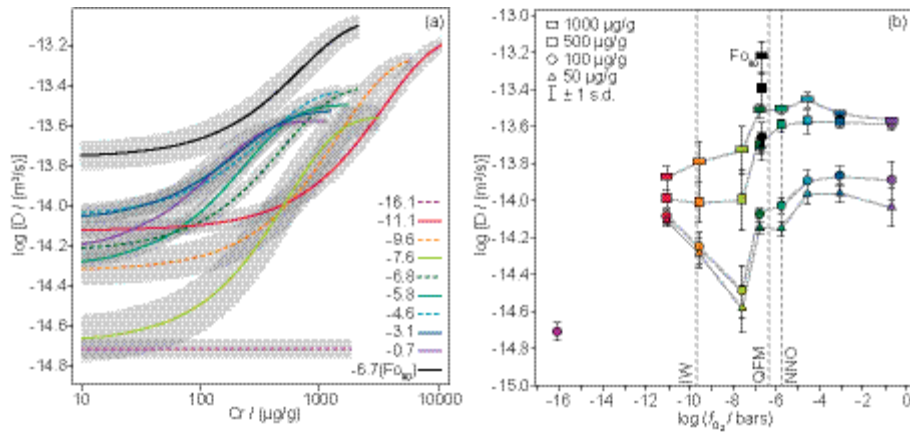 (a)
-13.2
-13.4
-13.6
-13.8
-14.0
-14.2
-14.4
-14.6
-14.8
log [D / (m²/s)]
10
100
1000
10000
Cr / (µg/g)
-16.1
-11.1
-9.6
-7.6
-6.8
-5.8
-4.6
-3.1
-0.7
-6.7(Fo₉₀)
(b)
-13.0
-13.2
-13.4
-13.6
-13.8
-14.0
-14.2
-14.4
-14.6
-14.8
-15.0
log [D / (m²/s)]
1000 µg/g
500 µg/g
100 µg/g
50 µg/g
± 1 s.d.
Fo₉₀
IW
QFM
NNO
-16
-14
-12
-10
-8
-6
-4
-2
0
log (fO₂ / bars)